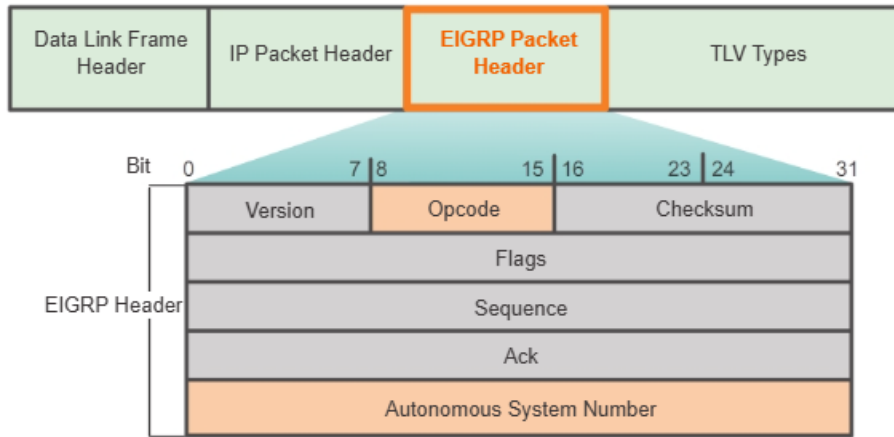 Data Link Frame
Header
IP Packet Header
EIGRP Packet
Header
TLV Types
Bit 0 7 8 15 16 23 24 31
Version Opcode Checksum
Flags
EIGRP Header
Sequence
Ack
Autonomous System Number